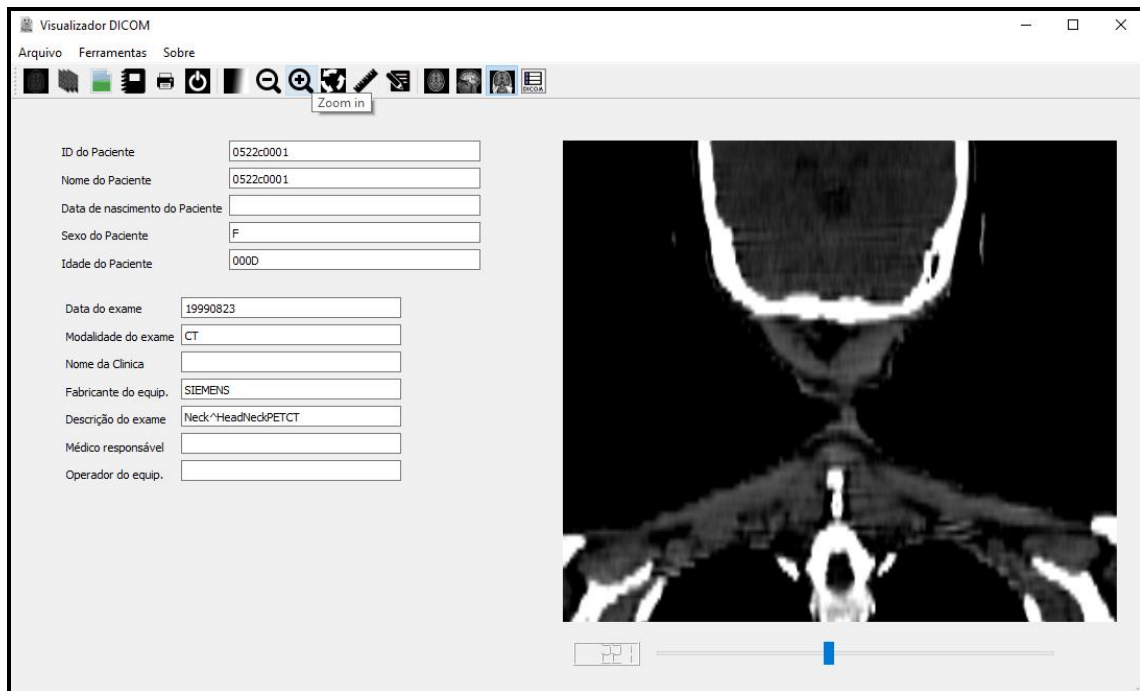 Visualizador DICOM
Arquivo Ferramentas Sobre
DICOM
Zoom in
ID do Paciente 0522c0001
Nome do Paciente 0522c0001
Data de nascimento do Paciente
Sexo do Paciente F
Idade do Paciente 000D
Data do exame 19990823
Modalidade do exame CT
Nome da Clinica
Fabricante do equip. SIEMENS
Descrição do exame Neck^HeadNeckPETCT
Médico responsável
Operador do equip.
221